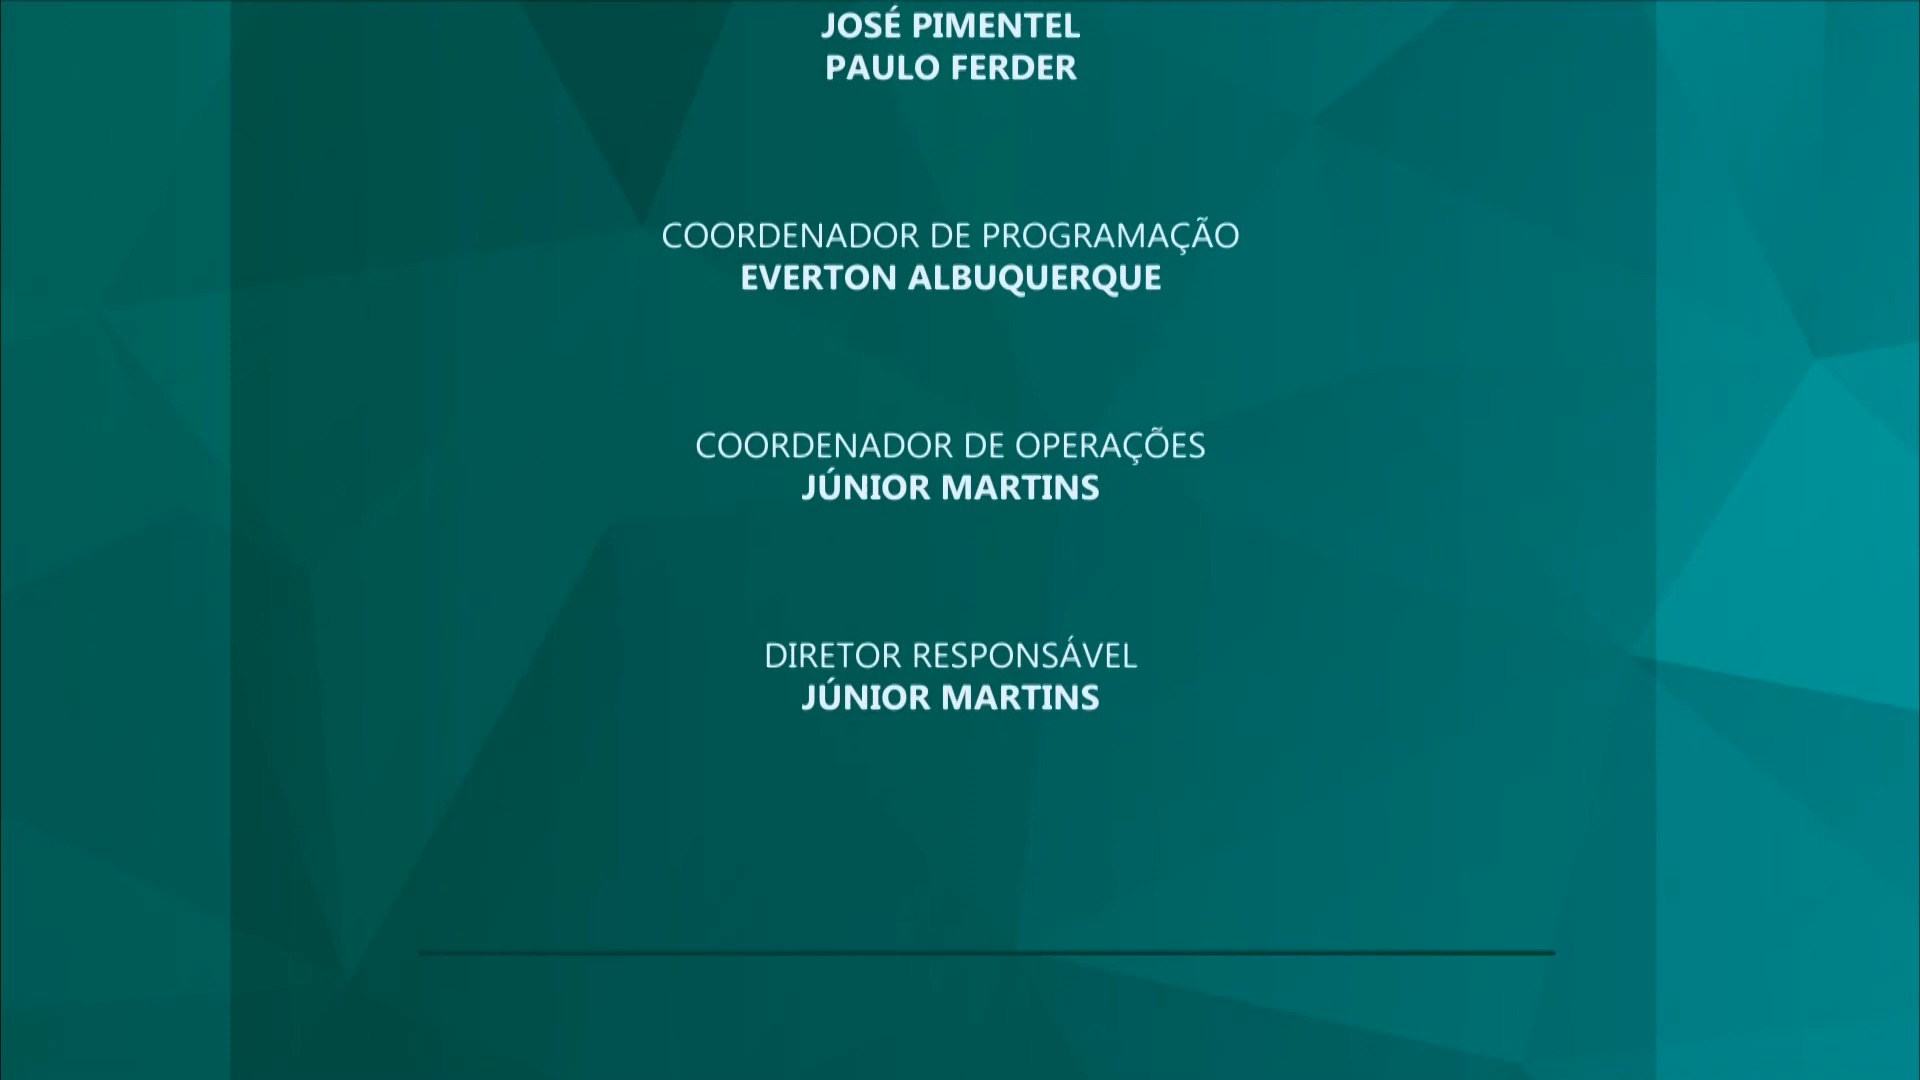 JOSÉ PIMENTEL
PAULO FERDER
COORDENADOR DE PROGRAMAÇÃO
EVERTON ALBUQUERQUE
COORDENADOR DE OPERAÇÕES
JÚNIOR MARTINS
DIRETOR RESPONSÁVEL
JÚNIOR MARTINS